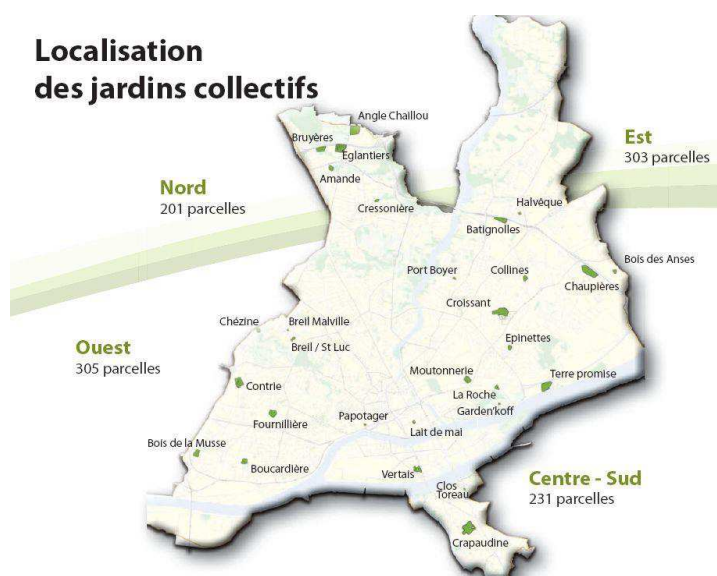 Localisation
des jardins collectifs
Angle Chaillou
Bruyères
Eglantiers
Amande
Cressonière
Nord
201 parcelles
Est
303 parcelles
Halvêque
Batignolles
Port Boyer
Collines
Bois des Anses
Chaupières
Croissant
Chézine
Breil Malville
Breil / St Luc
Epinettes
Ouest
305 parcelles
Contrie
Moutonnerie
Terre promise
La Roche
Garden'koff
Fournillière
Papotager
Lait de mai
Bois de la Musse
Boucardière
Vertais
Clos
Toreau
Centre - Sud
231 parcelles
Crapaudine